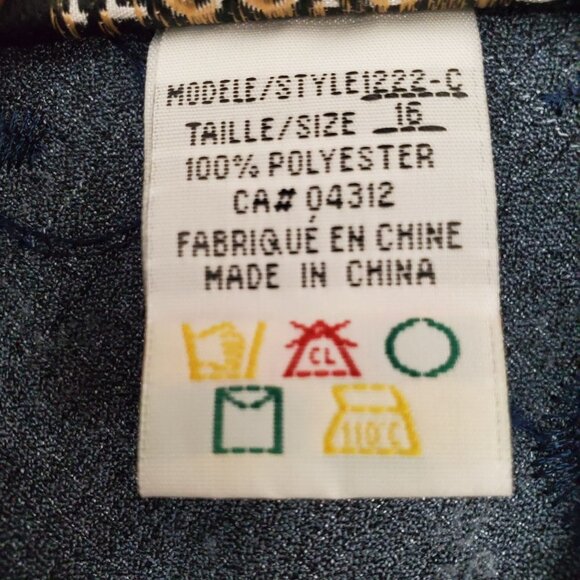 MODELE/STYLE 1222-C
TAILLE/SIZE 16
100% POLYESTER
CA# 04312
FABRIQUÉ EN CHINE
MADE IN CHINA
CL
110°C